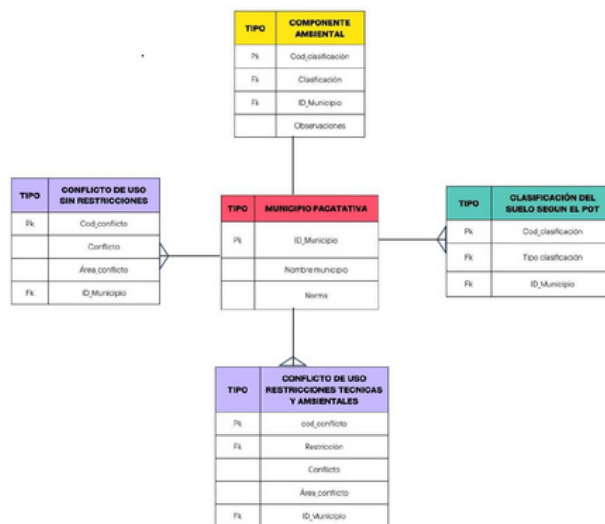 TIPO COMPONENTE AMBIENTAL
Pk Cod_clasificación
Fk Clasificación
Fk ID_Municipio
Observaciones
TIPO CONFLICTO DE USO SIN RESTRICCIONES
Pk Cod_conflicto
Conflicto
Área_conflicto
Fk ID_Municipio
TIPO MUNICIPIO FACATATIVA
Pk ID_Municipio
Nombre municipio
Norma
TIPO CLASIFICACIÓN DEL SUELO SEGUN EL POT
Pk Cod_clasificación
Fk Tipo clasificación
Fk ID_Municipio
TIPO CONFLICTO DE USO RESTRICCIONES TECNICAS Y AMBIENTALES
Pk cod_conflicto
Fk Restricción
Conflicto
Área_conflicto
Fk ID_Municipio